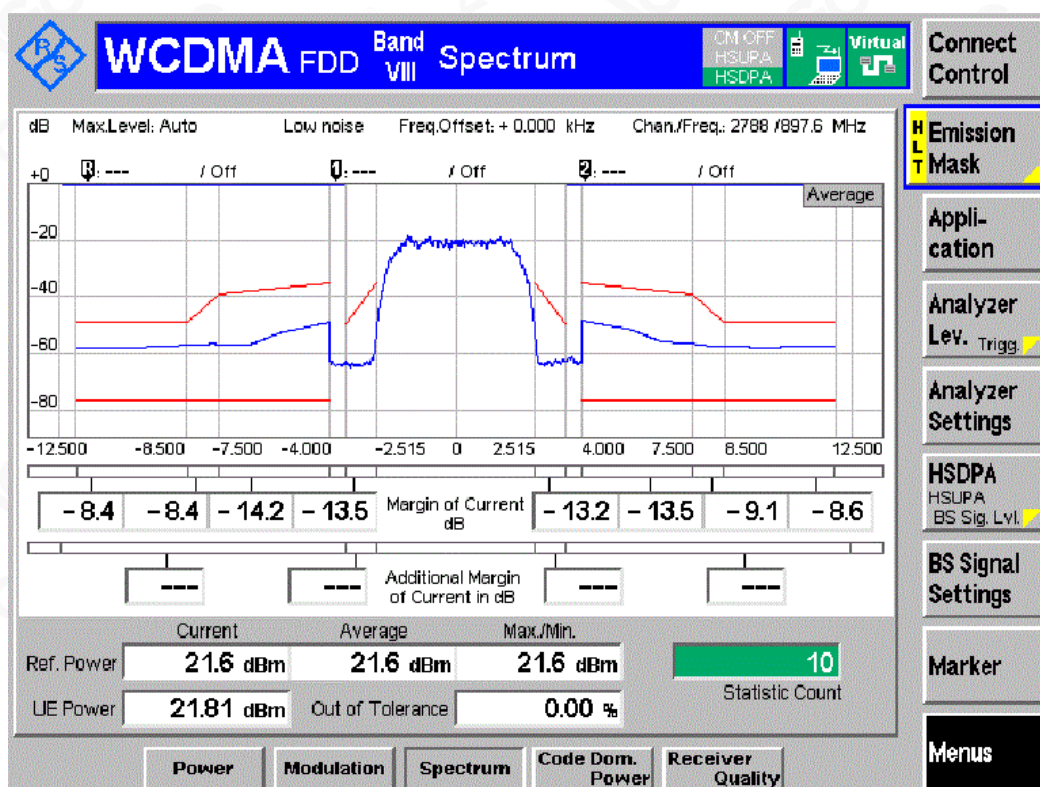 R S
WCDMA FDD Band VIII Spectrum
CM OFF
HSUPA
HSDPA
Virtual
Connect Control
dB Max.Level: Auto Low noise Freq.Offset: + 0.000 kHz Chan./Freq.: 2788 /897.6 MHz
HLT
Emission Mask
R: --- / Off 1: --- / Off 2: --- / Off
Average
+0
-20
-40
-60
-80
-12.500 -8.500 -7.500 -4.000 -2.515 0 2.515 4.000 7.500 8.500 12.500
Appli-
cation
Analyzer
Lev. Trigg.
Analyzer
Settings
HSDPA
HSUPA
BS Sig. Lvl.
BS Signal
Settings
Marker
Menus
- 8.4 - 8.4 - 14.2 - 13.5 Margin of Current dB - 13.2 - 13.5 - 9.1 - 8.6
--- --- Additional Margin of Current in dB --- ---
Current Average Max./Min.
Ref. Power 21.6 dBm 21.6 dBm 21.6 dBm 10
Statistic Count
UE Power 21.81 dBm Out of Tolerance 0.00 %
Power Modulation Spectrum Code Dom. Power Receiver Quality